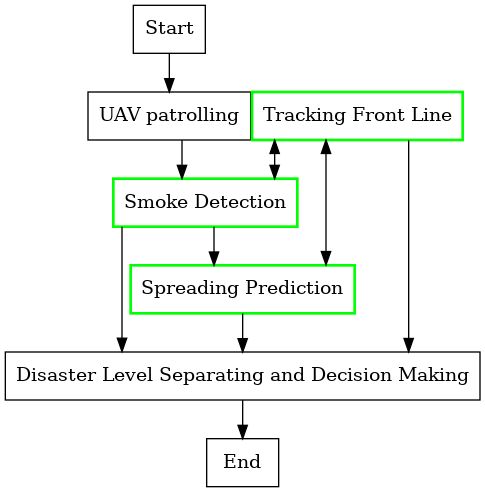 Start
UAV patrolling
Tracking Front Line
Smoke Detection
Spreading Prediction
Disaster Level Separating and Decision Making
End